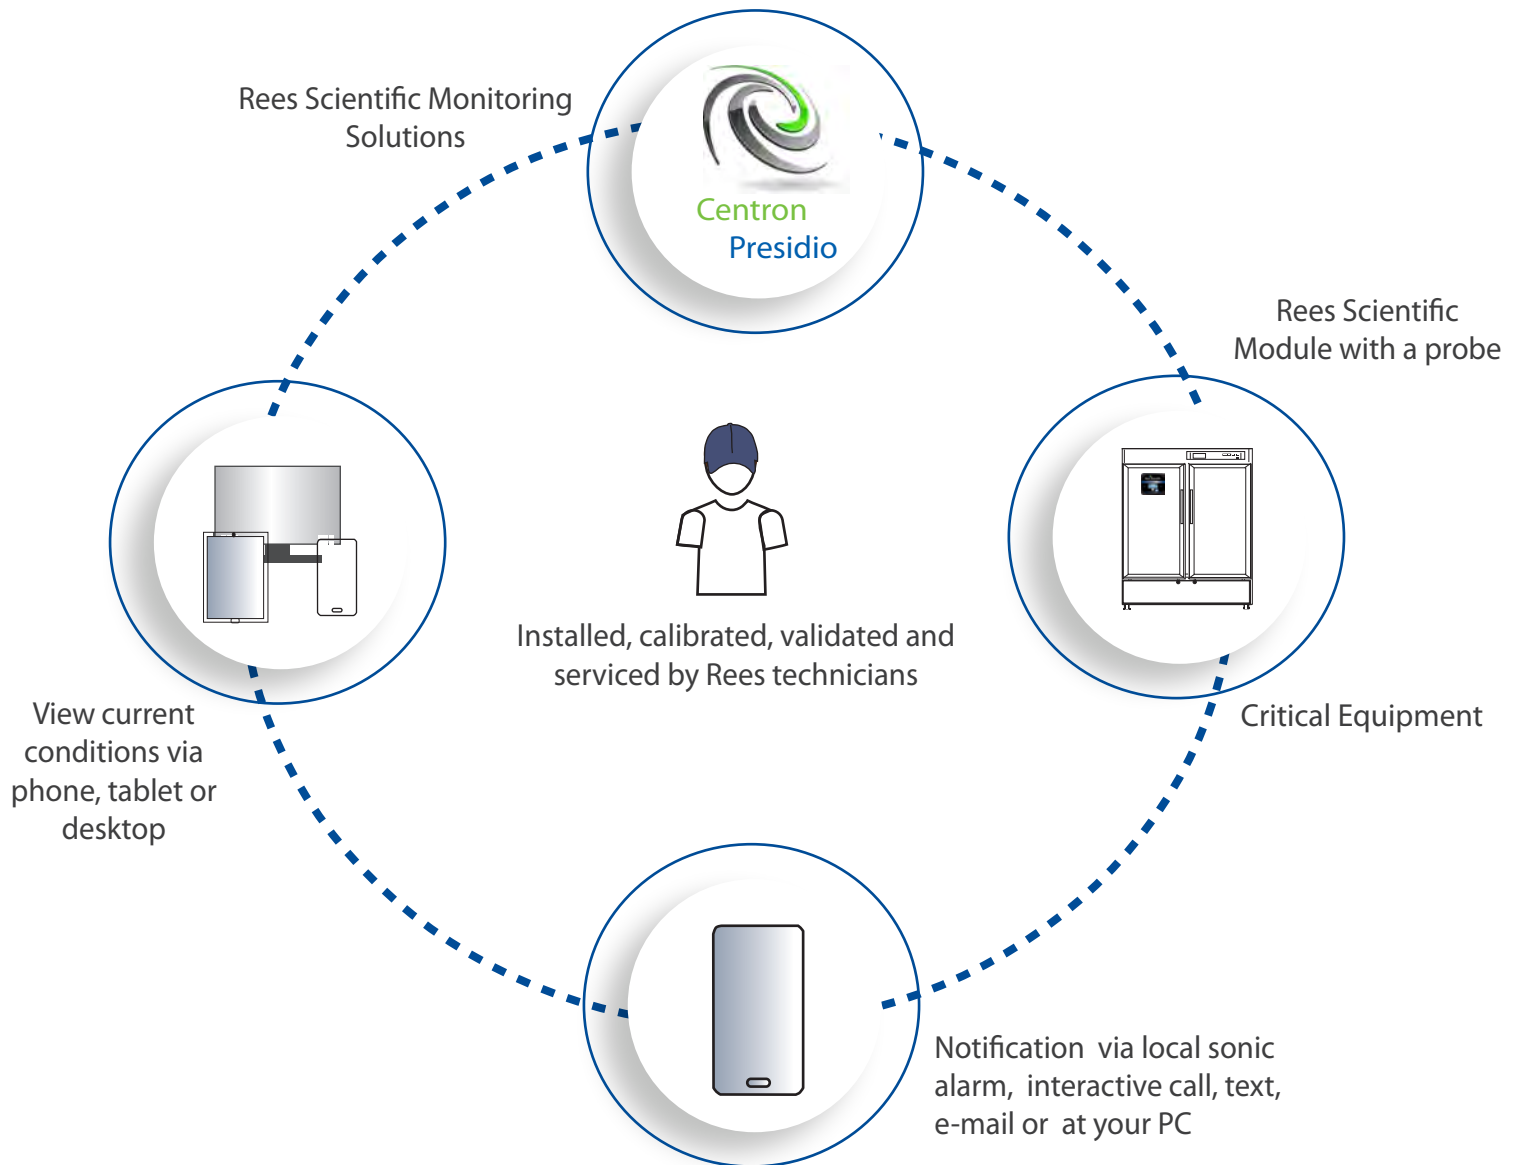 Rees Scientific Monitoring
Solutions
Centron
Presidio
Rees Scientific
Module with a probe
Installed, calibrated, validated and
serviced by Rees technicians
Critical Equipment
View current
conditions via
phone, tablet or
desktop
Notification via local sonic
alarm, interactive call, text,
e-mail or at your PC